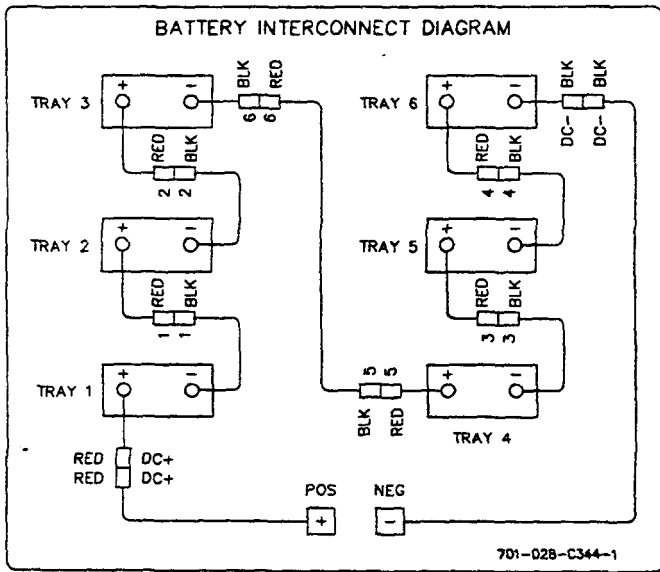 BATTERY INTERCONNECT DIAGRAM
TRAY 3
+
−
BLK
RED
6
6
TRAY 6
+
−
BLK
BLK
DC-
DC-
RED
BLK
2
2
RED
BLK
4
4
TRAY 2
+
−
TRAY 5
+
−
RED
BLK
1
1
RED
BLK
3
3
TRAY 1
+
−
5
5
BLK
RED
+
−
TRAY 4
RED DC+
RED DC+
POS
+
NEG
−
701-028-C344-1